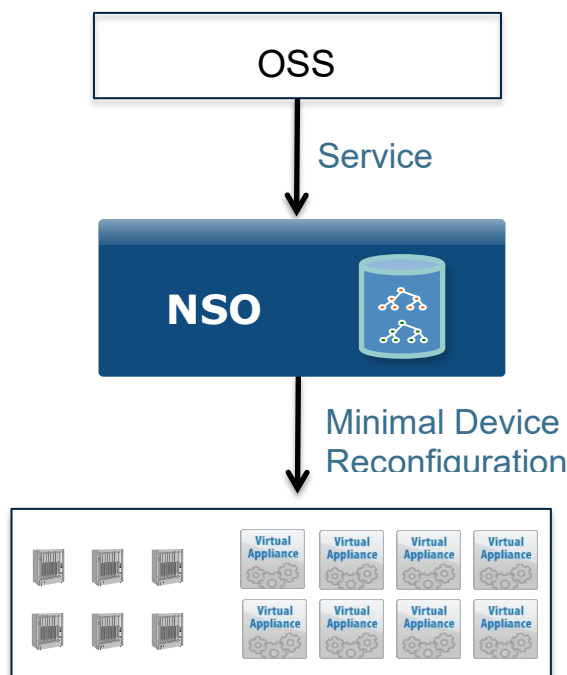 OSS
Service
NSO
Minimal Device
Reconfiguration
Virtual Virtual Virtual Virtual
Appliance Appliance Appliance Appliance
Virtual Virtual Virtual Virtual
Appliance Appliance Appliance Appliance